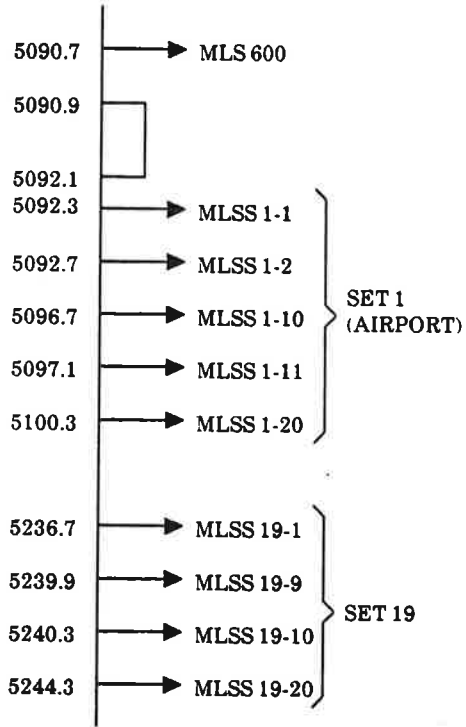 5090.7 MLS 600
5090.9
5092.1
5092.3 MLSS 1-1
5092.7 MLSS 1-2
5096.7 MLSS 1-10
SET 1
(AIRPORT)
5097.1 MLSS 1-11
5100.3 MLSS 1-20
5236.7 MLSS 19-1
5239.9 MLSS 19-9
SET 19
5240.3 MLSS 19-10
5244.3 MLSS 19-20